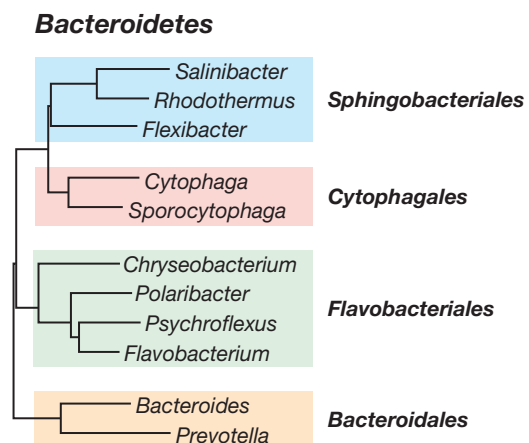 Bacteroidetes
Salinibacter
Rhodothermus
Flexibacter
Sphingobacteriales
Cytophaga
Sporocytophaga
Cytophagales
Chryseobacterium
Polaribacter
Psychroflexus
Flavobacterium
Flavobacteriales
Bacteroides
Prevotella
Bacteroidales